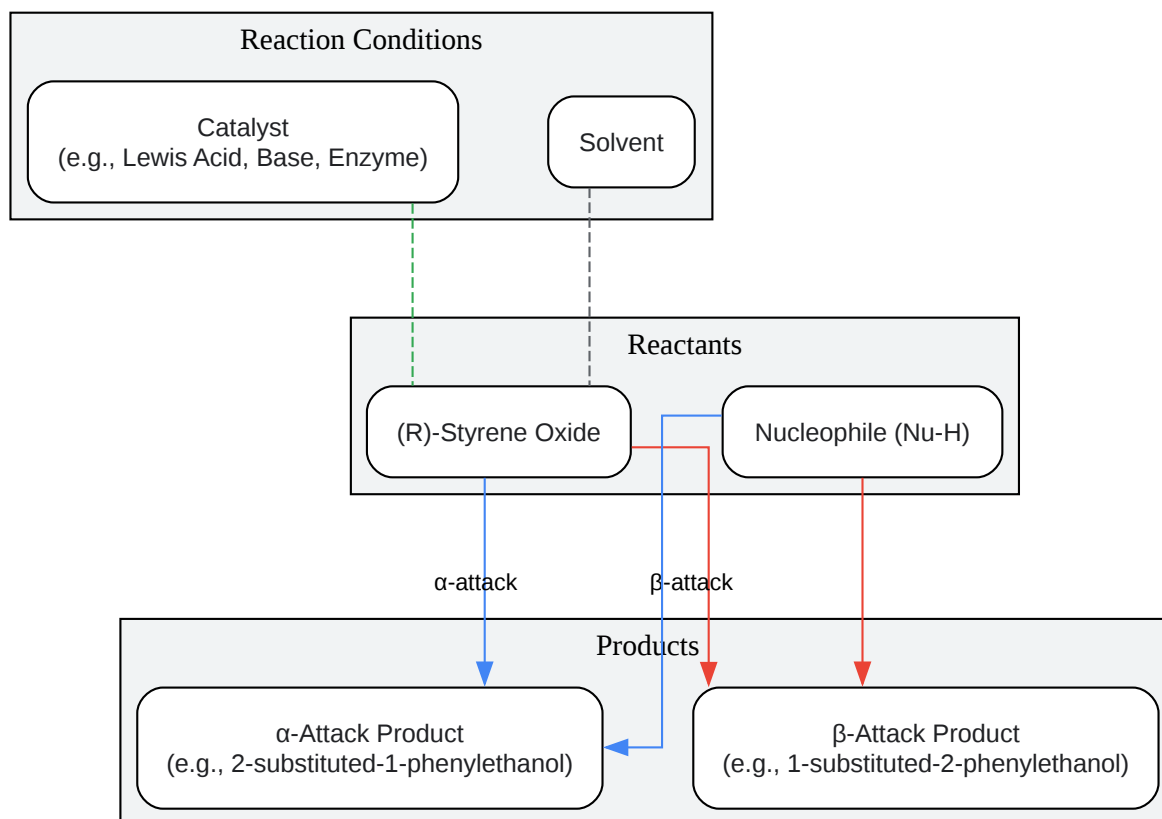 Reaction Conditions
Catalyst
(e.g., Lewis Acid, Base, Enzyme)
Solvent
Reactants
(R)-Styrene Oxide
Nucleophile (Nu-H)
α-attack
β-attack
Products
α-Attack Product
(e.g., 2-substituted-1-phenylethanol)
β-Attack Product
(e.g., 1-substituted-2-phenylethanol)